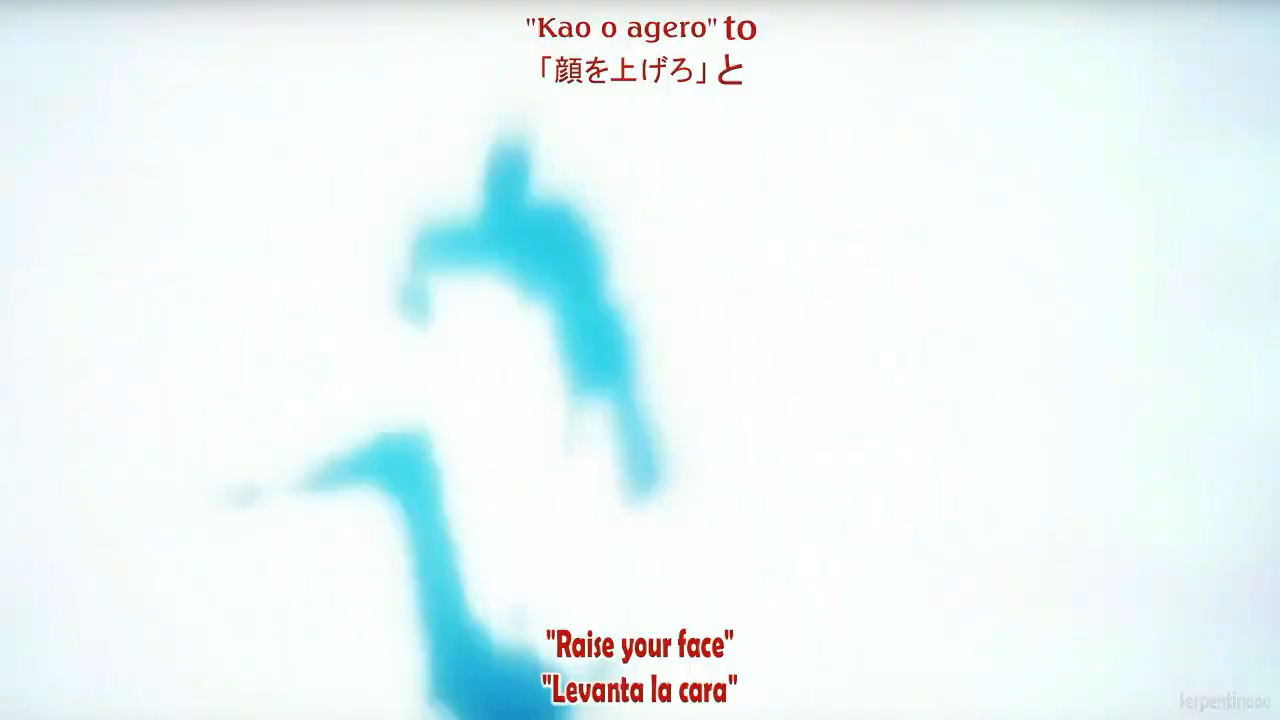 "Kao o agero" to
「顔を上げろ」と
"Raise your face"
"Levanta la cara"